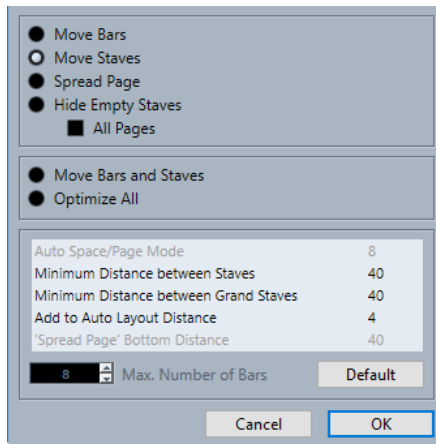 Move Bars
Move Staves
Spread Page
Hide Empty Staves
All Pages
Move Bars and Staves
Optimize All
Auto Space/Page Mode 8
Minimum Distance between Staves 40
Minimum Distance between Grand Staves 40
Add to Auto Layout Distance 4
'Spread Page' Bottom Distance 40
8 Max. Number of Bars Default
Cancel OK